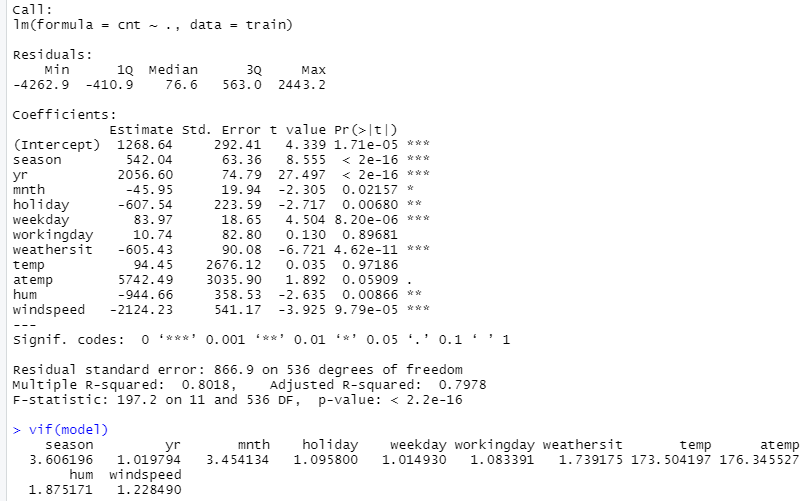 Call:
lm(formula = cnt ~ ., data = train)
Residuals:
    Min      1Q  Median      3Q     Max
-4262.9  -410.9    76.6   563.0  2443.2
Coefficients:
            Estimate Std. Error t value Pr(>|t|)
(Intercept)  1268.64     292.41   4.339 1.71e-05 ***
season        542.04      63.36   8.555  < 2e-16 ***
yr           2056.60      74.79  27.497  < 2e-16 ***
mnth          -45.95      19.94  -2.305  0.02157 *
holiday      -607.54     223.59  -2.717  0.00680 **
weekday        83.97      18.65   4.504 8.20e-06 ***
workingday     10.74      82.80   0.130  0.89681
weathersit   -605.43      90.08  -6.721 4.62e-11 ***
temp           94.45    2676.12   0.035  0.97186
atemp        5742.49    3035.90   1.892  0.05909 .
hum          -944.66     358.53  -2.635  0.00866 **
windspeed   -2124.23     541.17  -3.925 9.79e-05 ***
---
Signif. codes:  0 ‘***’ 0.001 ‘**’ 0.01 ‘*’ 0.05 ‘.’ 0.1 ‘ ’ 1
Residual standard error: 866.9 on 536 degrees of freedom
Multiple R-squared:  0.8018,    Adjusted R-squared:  0.7978
F-statistic: 197.2 on 11 and 536 DF,  p-value: < 2.2e-16
> vif(model)
    season         yr       mnth    holiday    weekday workingday weathersit       temp      atemp
  3.606196   1.019794   3.454134   1.095800   1.014930   1.083391   1.739175 173.504197 176.345527
       hum  windspeed
  1.875171   1.228490